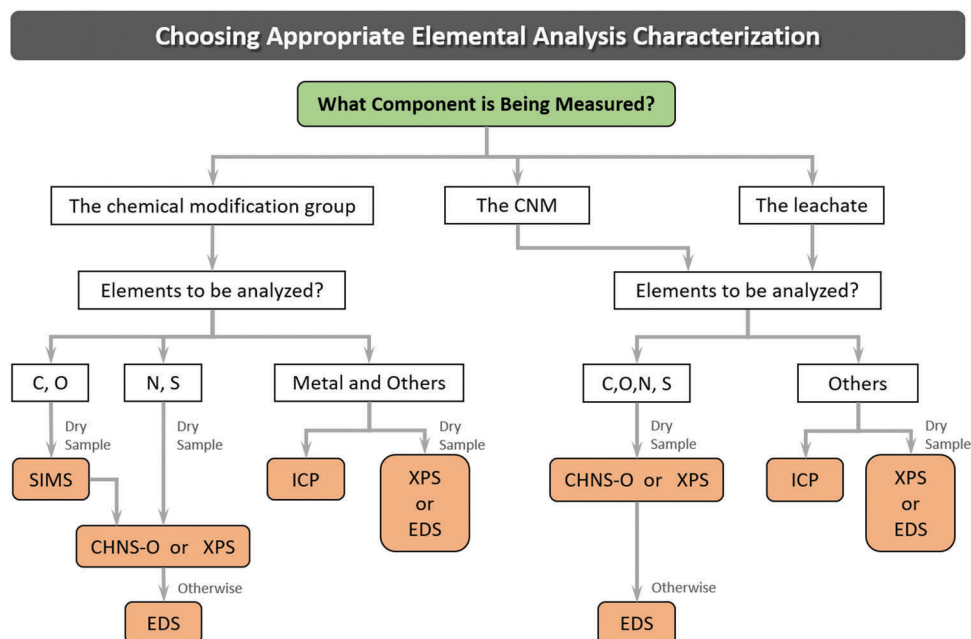 Choosing Appropriate Elemental Analysis Characterization
What Component is Being Measured?
The chemical modification group
The CNM
The leachate
Elements to be analyzed?
Elements to be analyzed?
C, O
N, S
Metal and Others
C,O,N, S
Others
Dry
Sample
Dry
Sample
Dry
Sample
Dry
Sample
Dry
Sample
SIMS
ICP
XPS
or
EDS
CHNS-O or XPS
ICP
XPS
or
EDS
CHNS-O or XPS
Otherwise
EDS
Otherwise
EDS